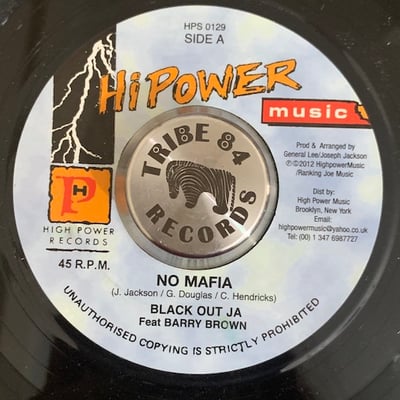 HPS 0129
SIDE A
HiPOWER
music
Prod & Arranged by
General Lee/Joseph Jackson
℗©2012 HighpowerMusic
/Ranking Joe Music
TRIBE 84
RECORDS
Dist by:
High Power Music
Brooklyn, New York
Email:
highpowermusic@yahoo.co.uk
Tel: (00) 1 347 6987727
HP
HIGH POWER
RECORDS
45 R.P.M.
NO MAFIA
(J. Jackson / G. Douglas / C. Hendricks)
BLACK OUT JA
Feat BARRY BROWN
UNAUTHORISED COPYING IS STRICTLY PROHIBITED